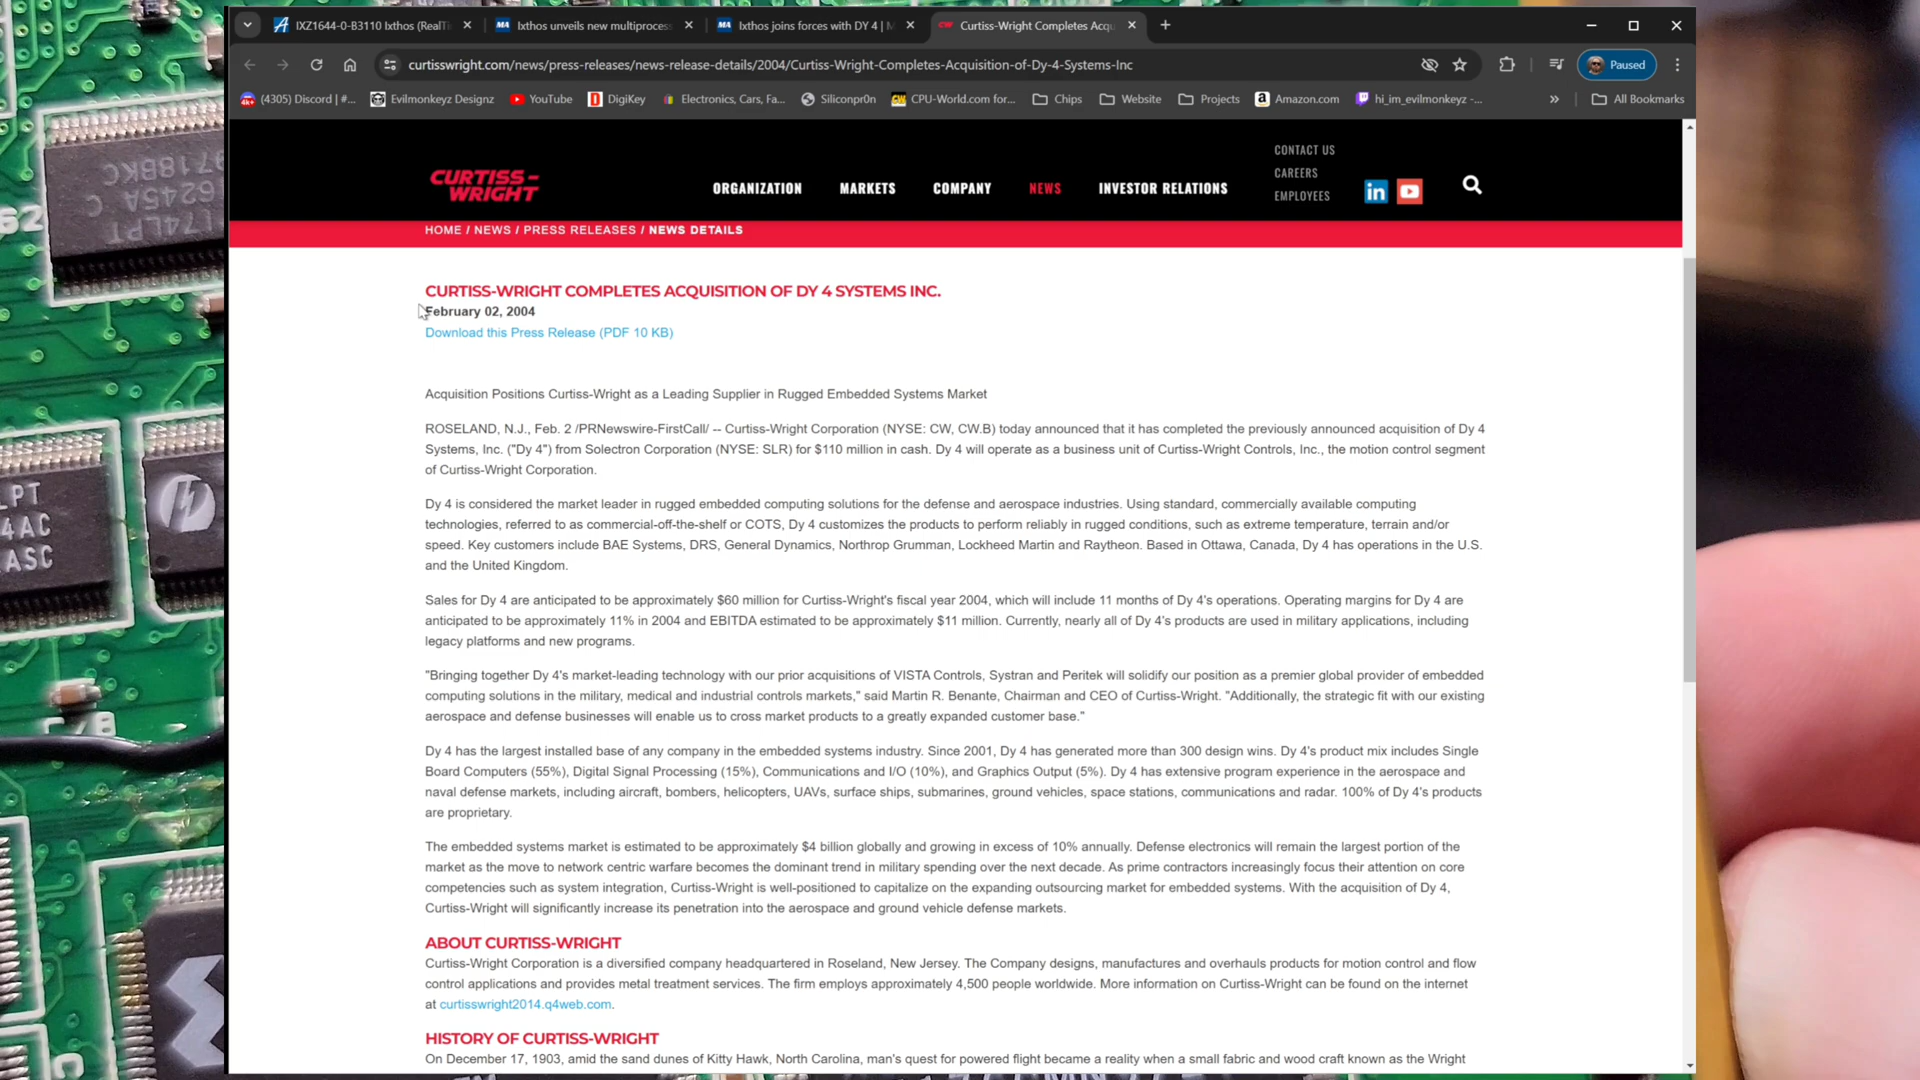 IXZ1644-0-B3110 Ixthos (RealTi
Ixthos unveils new multiprocess
Ixthos joins forces with DY 4 | M
Curtiss-Wright Completes Acqu
curtisswright.com/news/press-releases/news-release-details/2004/Curtiss-Wright-Completes-Acquisition-of-Dy-4-Systems-Inc
Paused
(4305) Discord | #...
Evilmonkeyz Designz
YouTube
DigiKey
Electronics, Cars, Fa...
Siliconpr0n
CPU-World.com for...
Chips
Website
Projects
Amazon.com
hi_im_evilmonkeyz -...
All Bookmarks
CURTISS-
WRIGHT
ORGANIZATION
MARKETS
COMPANY
NEWS
INVESTOR RELATIONS
CONTACT US
CAREERS
EMPLOYEES
HOME / NEWS / PRESS RELEASES / NEWS DETAILS
CURTISS-WRIGHT COMPLETES ACQUISITION OF DY 4 SYSTEMS INC.
February 02, 2004
Download this Press Release (PDF 10 KB)
Acquisition Positions Curtiss-Wright as a Leading Supplier in Rugged Embedded Systems Market
ROSELAND, N.J., Feb. 2 /PRNewswire-FirstCall/ -- Curtiss-Wright Corporation (NYSE: CW, CW.B) today announced that it has completed the previously announced acquisition of Dy 4
Systems, Inc. ("Dy 4") from Solectron Corporation (NYSE: SLR) for $110 million in cash. Dy 4 will operate as a business unit of Curtiss-Wright Controls, Inc., the motion control segment
of Curtiss-Wright Corporation.
Dy 4 is considered the market leader in rugged embedded computing solutions for the defense and aerospace industries. Using standard, commercially available computing
technologies, referred to as commercial-off-the-shelf or COTS, Dy 4 customizes the products to perform reliably in rugged conditions, such as extreme temperature, terrain and/or
speed. Key customers include BAE Systems, DRS, General Dynamics, Northrop Grumman, Lockheed Martin and Raytheon. Based in Ottawa, Canada, Dy 4 has operations in the U.S.
and the United Kingdom.
Sales for Dy 4 are anticipated to be approximately $60 million for Curtiss-Wright's fiscal year 2004, which will include 11 months of Dy 4's operations. Operating margins for Dy 4 are
anticipated to be approximately 11% in 2004 and EBITDA estimated to be approximately $11 million. Currently, nearly all of Dy 4's products are used in military applications, including
legacy platforms and new programs.
"Bringing together Dy 4's market-leading technology with our prior acquisitions of VISTA Controls, Systran and Peritek will solidify our position as a premier global provider of embedded
computing solutions in the military, medical and industrial controls markets," said Martin R. Benante, Chairman and CEO of Curtiss-Wright. "Additionally, the strategic fit with our existing
aerospace and defense businesses will enable us to cross market products to a greatly expanded customer base."
Dy 4 has the largest installed base of any company in the embedded systems industry. Since 2001, Dy 4 has generated more than 300 design wins. Dy 4's product mix includes Single
Board Computers (55%), Digital Signal Processing (15%), Communications and I/O (10%), and Graphics Output (5%). Dy 4 has extensive program experience in the aerospace and
naval defense markets, including aircraft, bombers, helicopters, UAVs, surface ships, submarines, ground vehicles, space stations, communications and radar. 100% of Dy 4's products
are proprietary.
The embedded systems market is estimated to be approximately $4 billion globally and growing in excess of 10% annually. Defense electronics will remain the largest portion of the
market as the move to network centric warfare becomes the dominant trend in military spending over the next decade. As prime contractors increasingly focus their attention on core
competencies such as system integration, Curtiss-Wright is well-positioned to capitalize on the expanding outsourcing market for embedded systems. With the acquisition of Dy 4,
Curtiss-Wright will significantly increase its penetration into the aerospace and ground vehicle defense markets.
ABOUT CURTISS-WRIGHT
Curtiss-Wright Corporation is a diversified company headquartered in Roseland, New Jersey. The Company designs, manufactures and overhauls products for motion control and flow
control applications and provides metal treatment services. The firm employs approximately 4,500 people worldwide. More information on Curtiss-Wright can be found on the internet
at curtisswright2014.q4web.com.
HISTORY OF CURTISS-WRIGHT
On December 17, 1903, amid the sand dunes of Kitty Hawk, North Carolina, man's quest for powered flight became a reality when a small fabric and wood craft known as the Wright
9718BKC
6245A C
174LPT
LPT
4AC
ASC